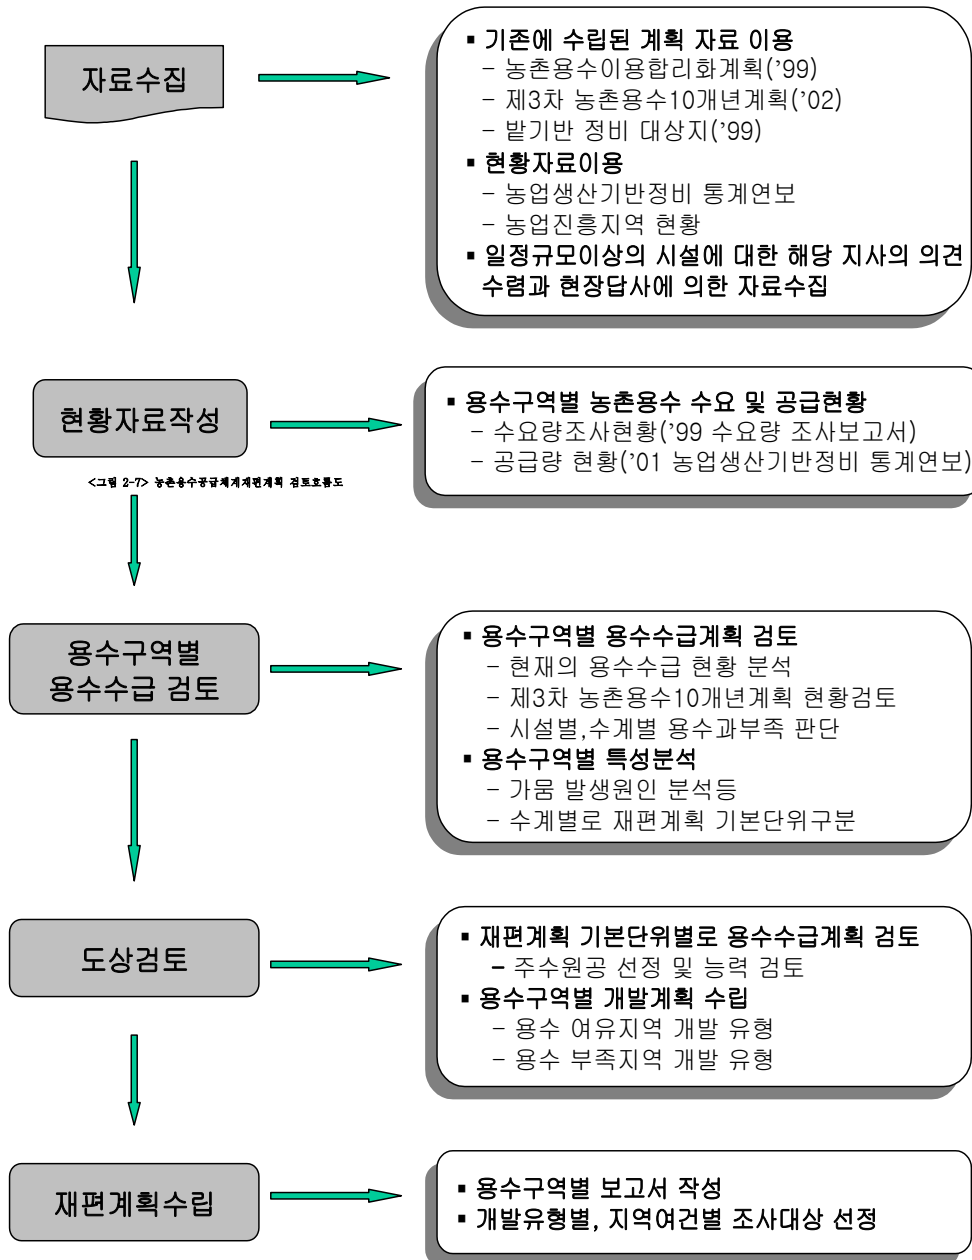 자료수집
▪ 기존에 수립된 계획 자료 이용
– 농촌용수이용합리화계획('99)
– 제3차 농촌용수10개년계획('02)
– 밭기반 정비 대상지('99)
▪ 현황자료이용
– 농업생산기반정비 통계연보
– 농업진흥지역 현황
▪ 일정규모이상의 시설에 대한 해당 지사의 의견
수렴과 현장답사에 의한 자료수집
현황자료작성
▪ 용수구역별 농촌용수 수요 및 공급현황
– 수요량조사현황('99 수요량 조사보고서)
– 공급량 현황('01 농업생산기반정비 통계연보)
<그림 2-7> 농촌용수공급체계재편계획 검토흐름도
용수구역별
용수수급 검토
▪ 용수구역별 용수수급계획 검토
– 현재의 용수수급 현황 분석
– 제3차 농촌용수10개년계획 현황검토
– 시설별,수계별 용수과부족 판단
▪ 용수구역별 특성분석
– 가뭄 발생원인 분석등
– 수계별로 재편계획 기본단위구분
도상검토
▪ 재편계획 기본단위별로 용수수급계획 검토
– 주수원공 선정 및 능력 검토
▪ 용수구역별 개발계획 수립
– 용수 여유지역 개발 유형
– 용수 부족지역 개발 유형
재편계획수립
▪ 용수구역별 보고서 작성
▪ 개발유형별, 지역여건별 조사대상 선정